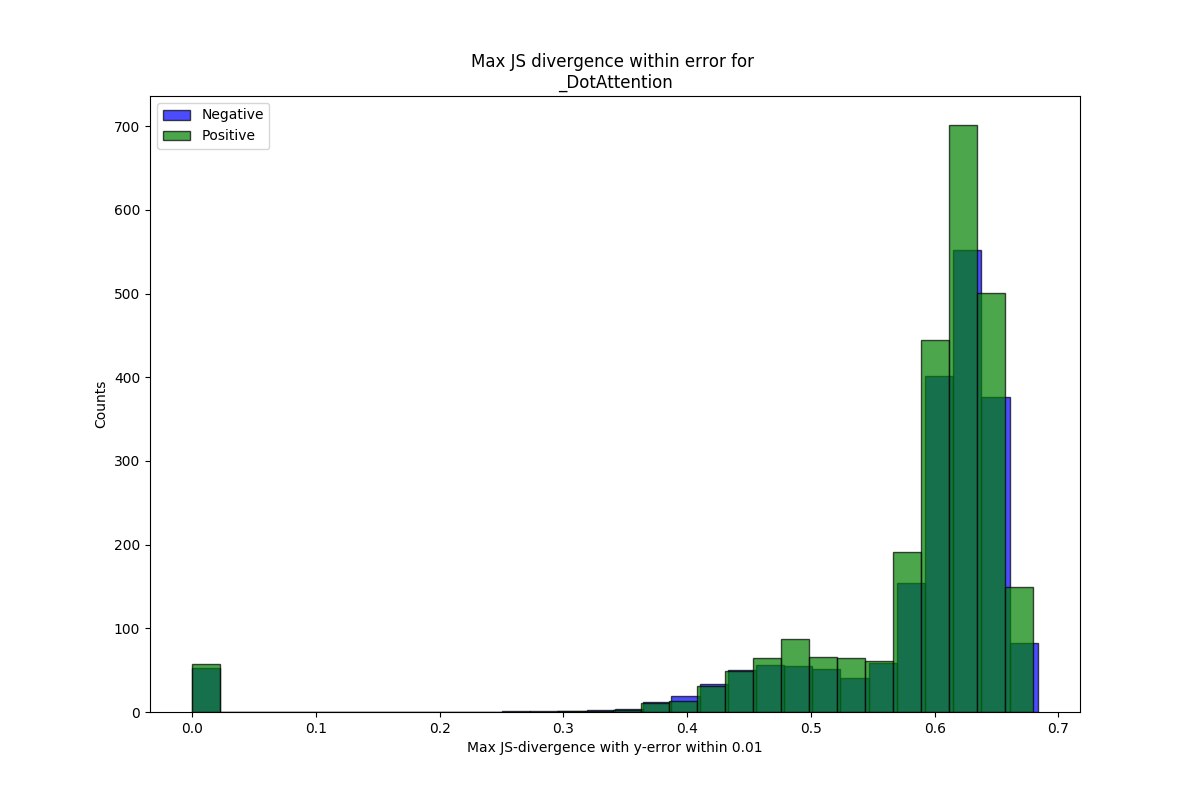 Max JS divergence within error for
_DotAttention
Negative
Positive
700
600
500
400
300
200
100
0
Counts
0.0 0.1 0.2 0.3 0.4 0.5 0.6 0.7
Max JS-divergence with y-error within 0.01